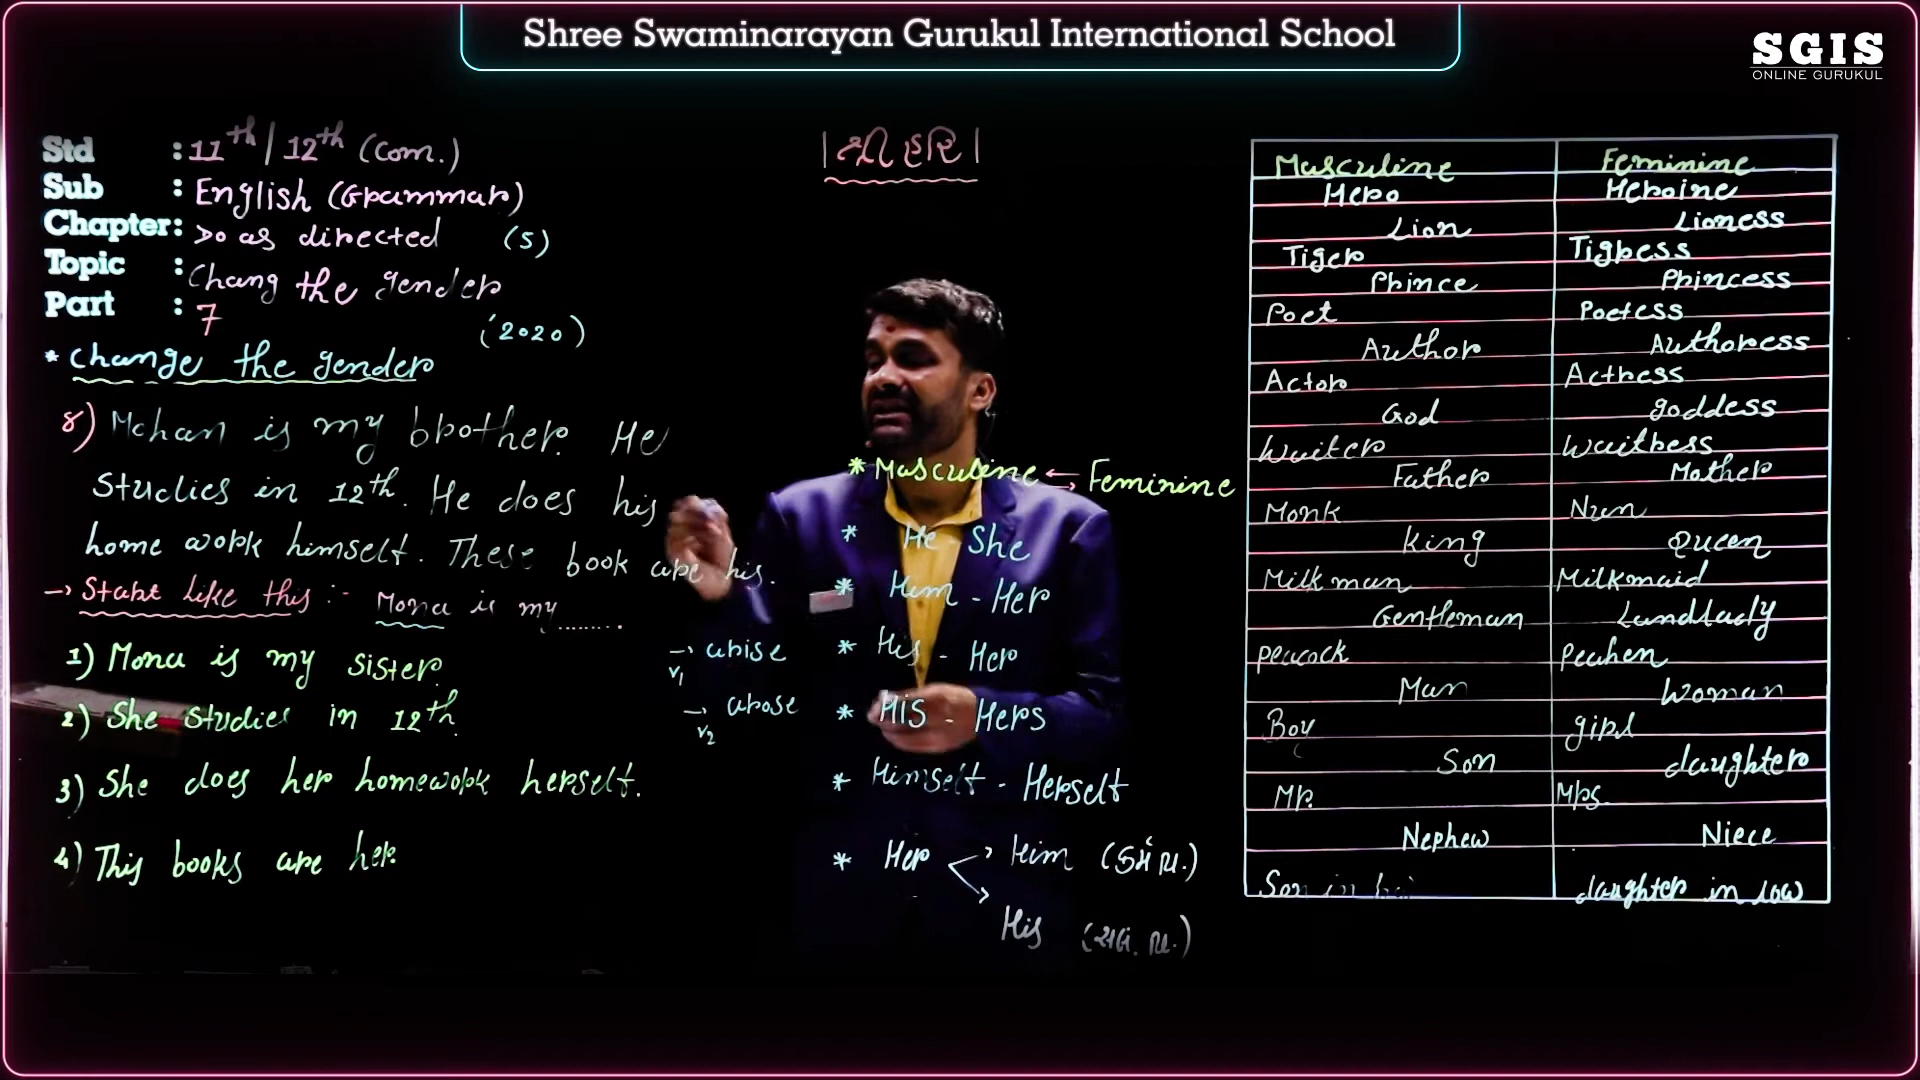 Shree Swaminarayan Gurukul International School
SGIS
ONLINE GURUKUL
Std : 11th / 12th (Com.)
Sub : English (Grammar)
Chapter : Do as directed (5)
Topic : Chang the gender
Part : 7
(2020)
* Change the gender
8) Mohan is my brother. He
Studies in 12th. He does his
home work himself. These book are his.
→ Start Like this :- Mona is my........
1) Mona is my sister.
2) She Studies in 12th.
3) She does her homework herself.
4) This books are her.
→ arise
V1
→ arose
V2
|શ્રી હરિ|
* Masculine ↔ Feminine
* He She
* Him - Her
* His - Her
* His - Hers
* Himself - Herself
* Her → Him (કર્મ વિ.)
→ His
Masculine Feminine
Hero Heroine
Lion Lioness
Tiger Tigress
Prince Princess
Poet Poetess
Author Authoress
Actor Actress
God goddess
Waiter Waitress
Father Mother
Monk Nun
King Queen
Milkman Milkmaid
Gentleman Landlady
Peacock Peahen
Man Woman
Boy girl
Son daughter
Mr. Mrs.
Nephew Niece
Son in daughter in low